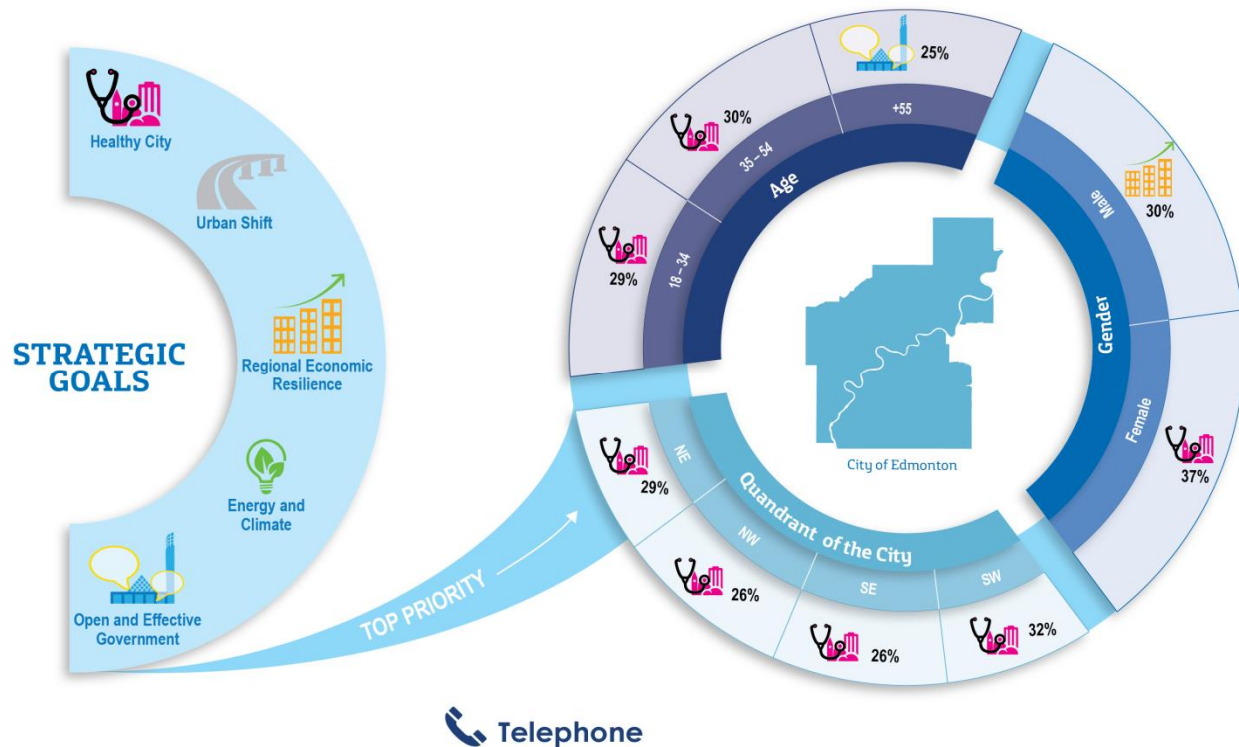 Healthy City
Urban Shift
STRATEGIC
GOALS
Regional Economic
Resilience
Energy and
Climate
Open and Effective
Government
TOP PRIORITY
Age
18 – 34
29%
35 – 54
30%
+55
25%
Gender
Male
30%
Female
37%
City of Edmonton
Quandrant of the City
NE
29%
NW
26%
SE
26%
SW
32%
Telephone